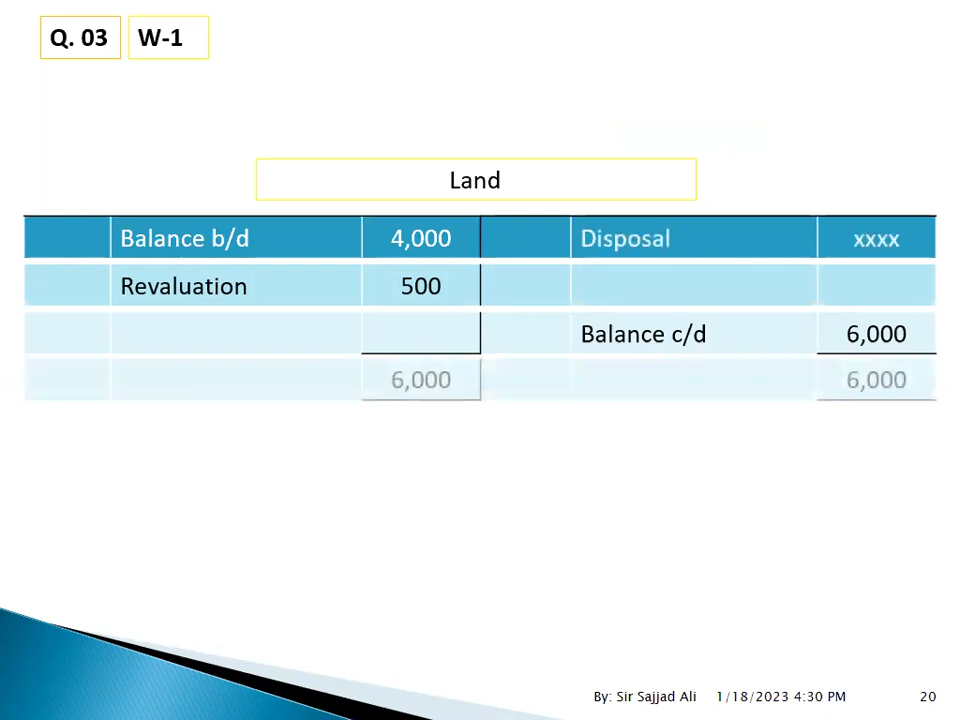 Q. 03 W-1
Land
Balance b/d 4,000 Disposal xxxx
Revaluation 500
Balance c/d 6,000
6,000 6,000
By: Sir Sajjad Ali 1/18/2023 4:30 PM 20